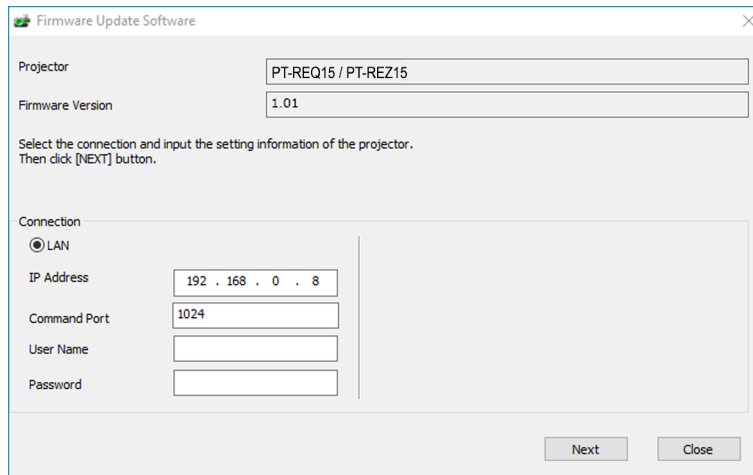 Firmware Update Software
Projector
PT-REQ15 / PT-REZ15
Firmware Version
1.01
Select the connection and input the setting information of the projector.
Then click [NEXT] button.
Connection
LAN
IP Address
192 . 168 . 0 . 8
Command Port
1024
User Name
Password
Next
Close